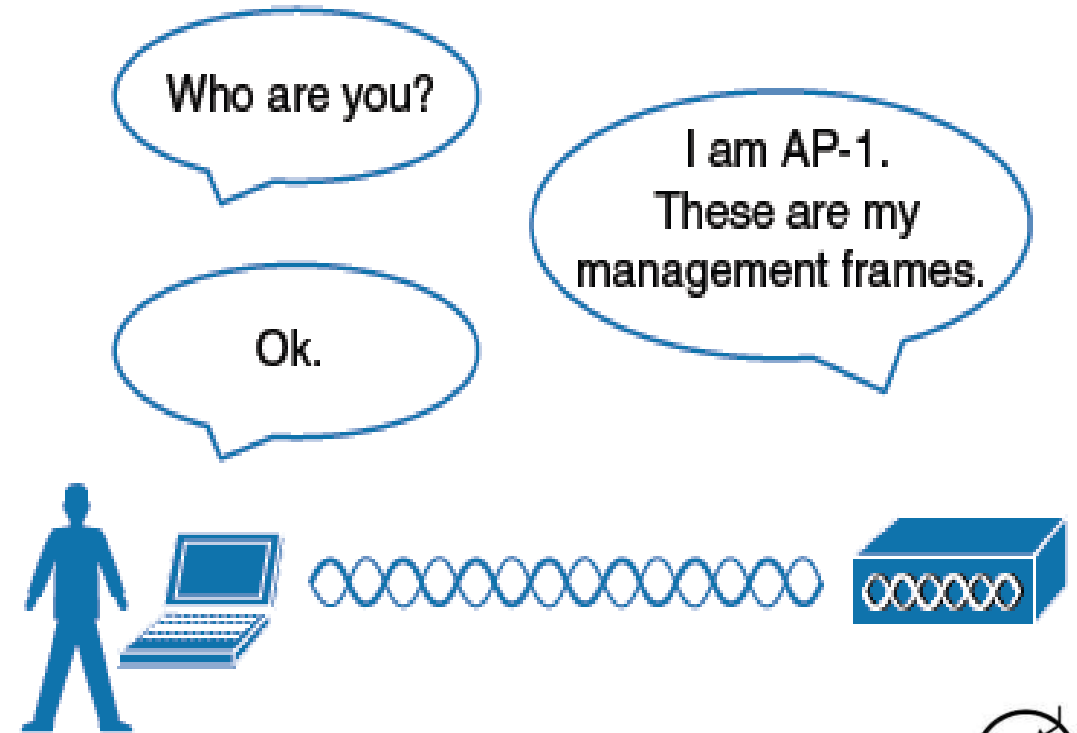 Who are you?
I am AP-1.
These are my
management frames.
Ok.